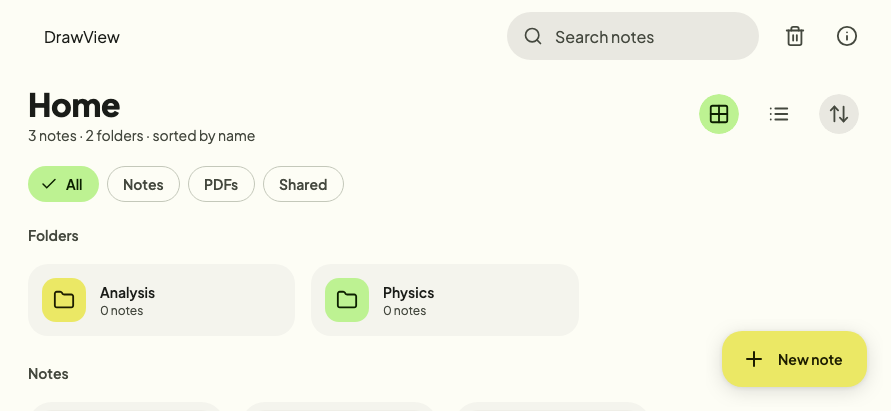 DrawView
Search notes
Home
3 notes · 2 folders · sorted by name
All
Notes
PDFs
Shared
Folders
Analysis
0 notes
Physics
0 notes
Notes
New note